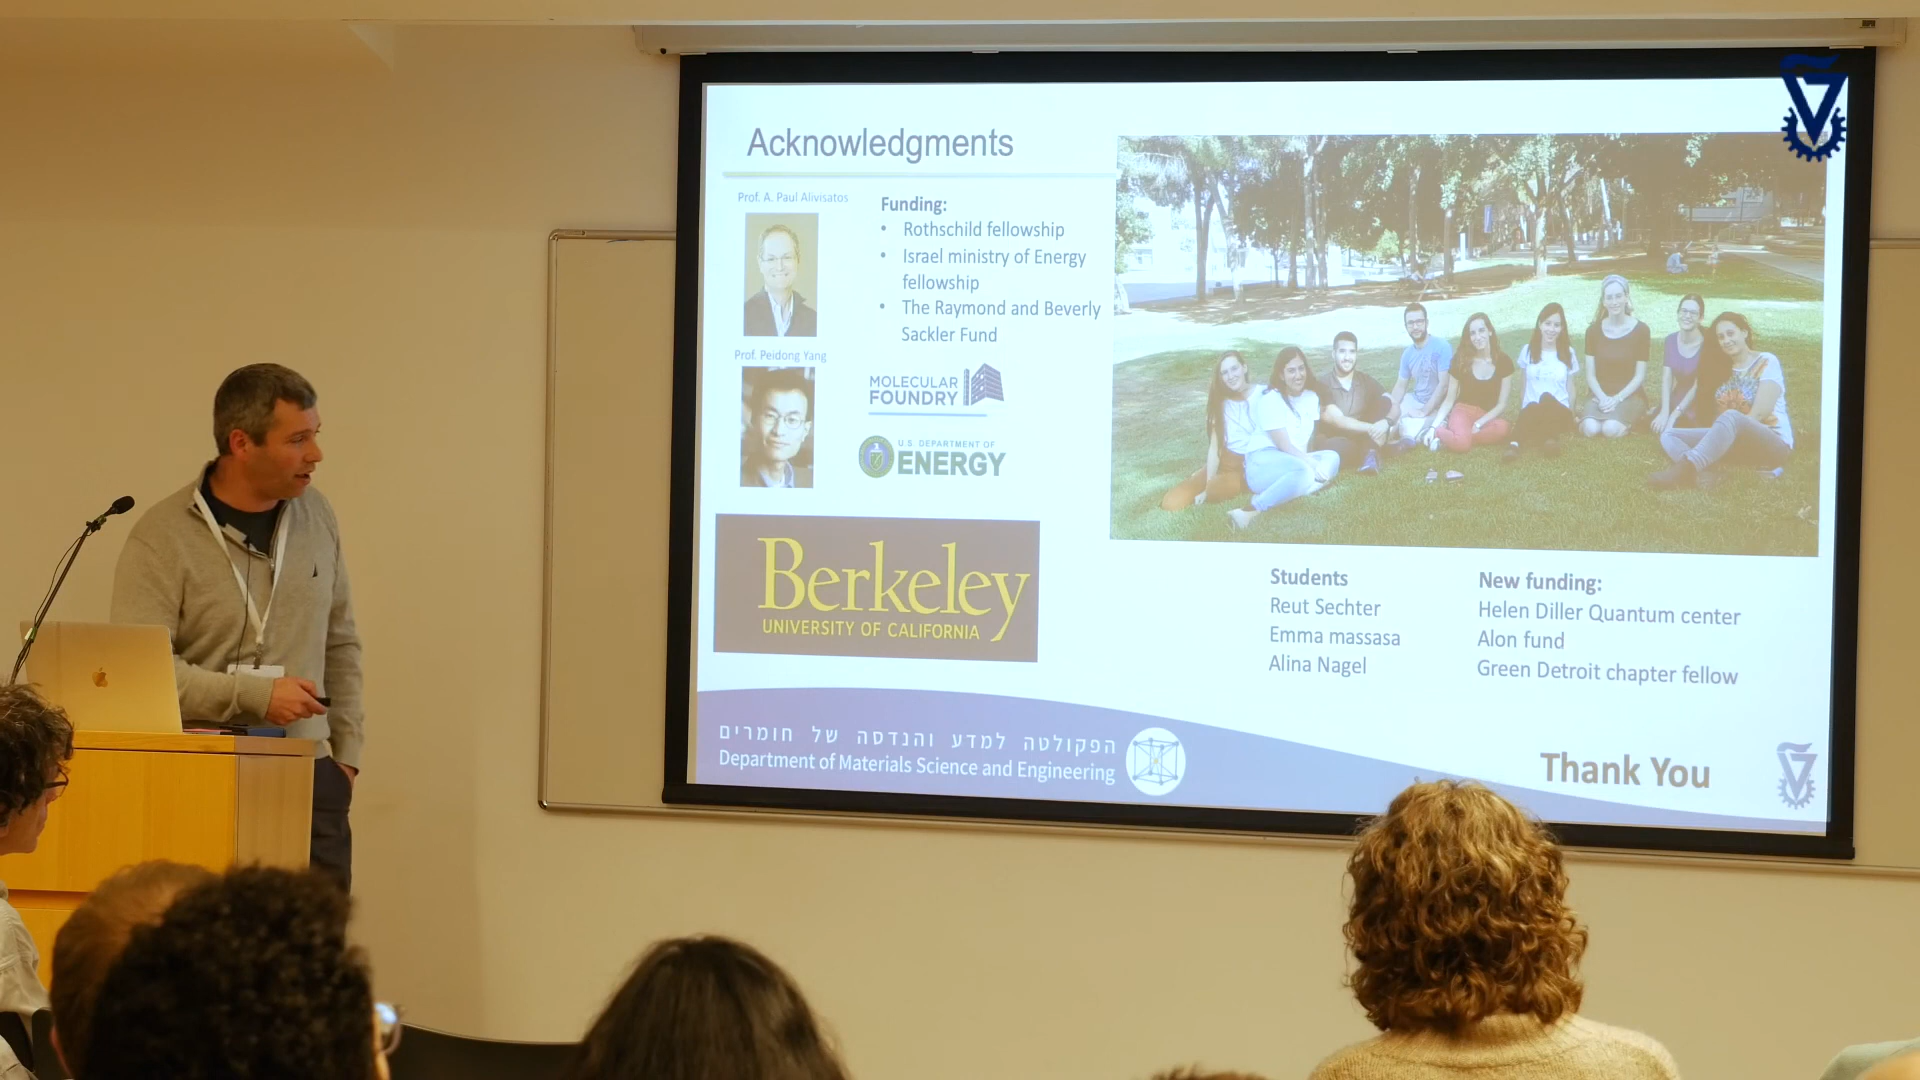 Acknowledgments
Prof. A. Paul Alivisatos
Prof. Peidong Yang
Funding:
• Rothschild fellowship
• Israel ministry of Energy
fellowship
• The Raymond and Beverly
Sackler Fund
MOLECULAR
FOUNDRY
U.S. DEPARTMENT OF
ENERGY
Berkeley
UNIVERSITY OF CALIFORNIA
Students
Reut Sechter
Emma massasa
Alina Nagel
New funding:
Helen Diller Quantum center
Alon fund
Green Detroit chapter fellow
הפקולטה למדע והנדסה של חומרים
Department of Materials Science and Engineering
Thank You